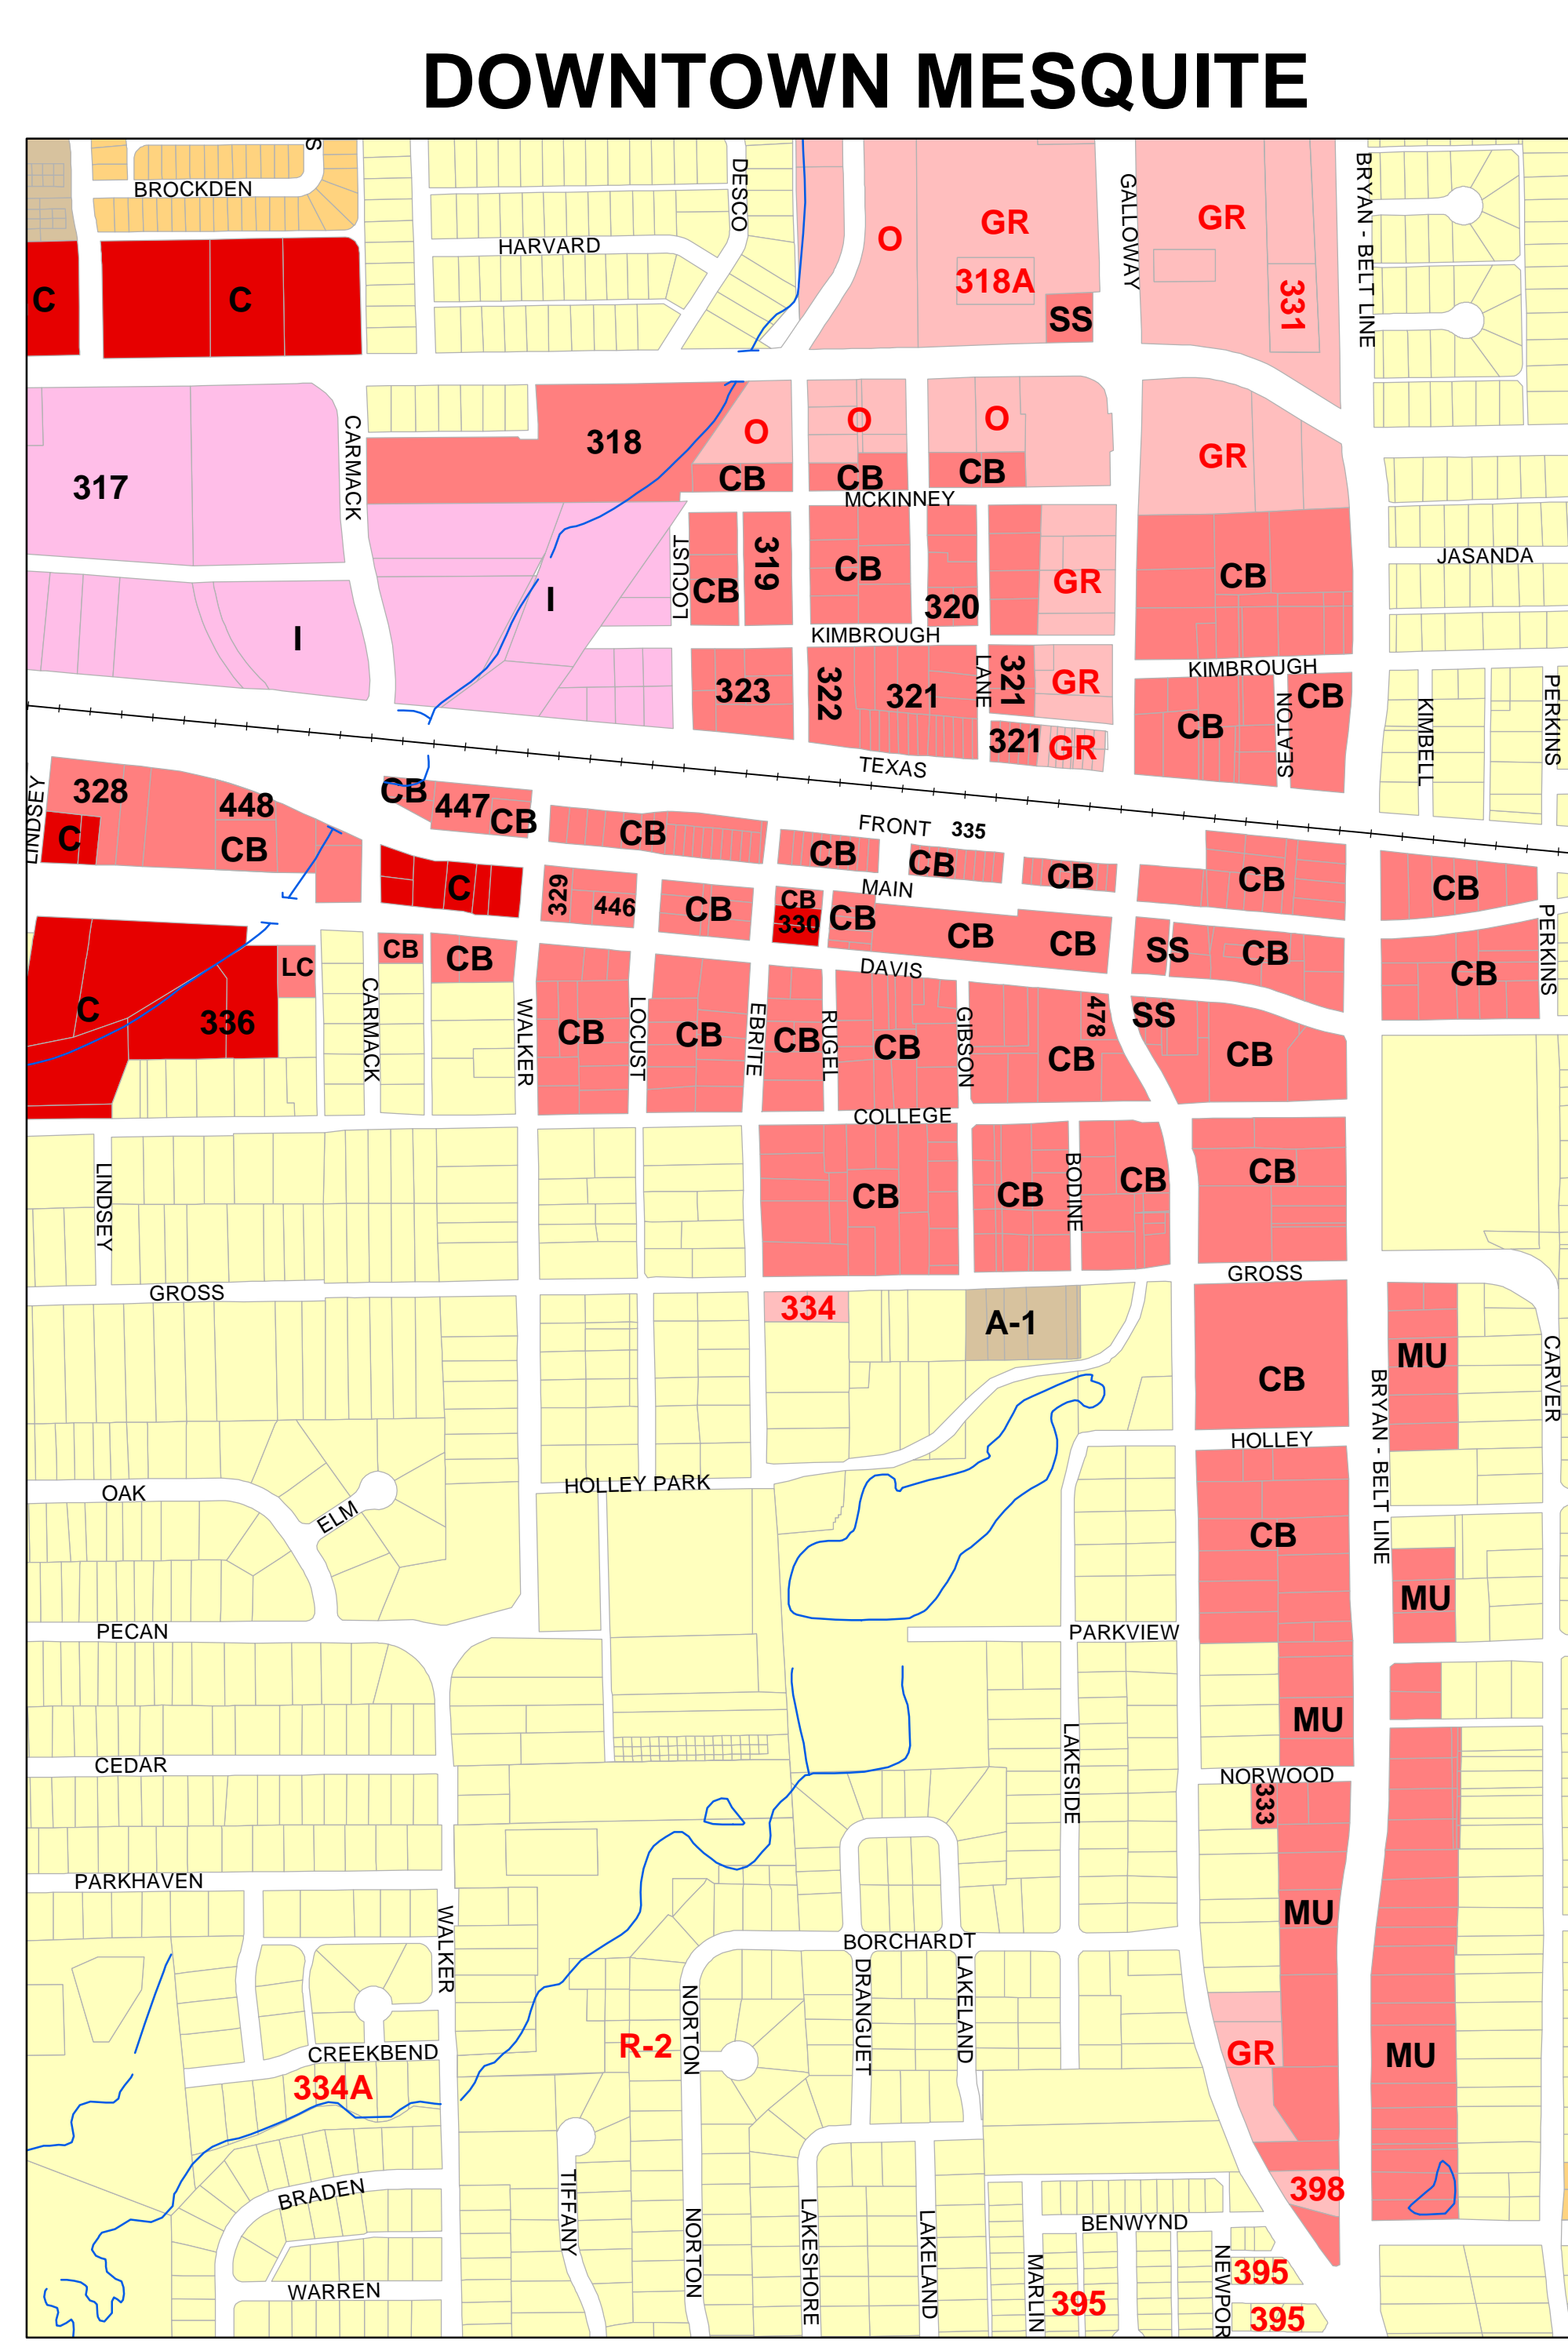 DOWNTOWN MESQUITE
S
BROCKDEN
HARVARD
DESCO
GALLOWAY
BRYAN - BELT LINE
O
GR
GR
318A
331
SS
C
C
CARMACK
318
O
O
O
GR
317
CB
CB
CB
MCKINNEY
LOCUST
CB
319
CB
320
GR
CB
JASANDA
I
I
KIMBROUGH
KIMBROUGH
323
322
321
LANE
321
GR
CB
SEATON
CB
KIMBELL
PERKINS
321
GR
TEXAS
LINDSEY
328
448
CB
447
CB
CB
FRONT
335
C
CB
CB
CB
CB
CB
C
329
446
CB
CB
330
MAIN
CB
CB
CB
CB
SS
CB
PERKINS
CB
CB
CB
LC
DAVIS
C
336
CARMACK
WALKER
CB
LOCUST
CB
EBRITE
CB
RUGEL
CB
GIBSON
478
CB
SS
CB
COLLEGE
LINDSEY
CB
CB
BODINE
CB
CB
GROSS
GROSS
334
A-1
CB
MU
CARVER
BRYAN - BELT LINE
HOLLEY
HOLLEY PARK
OAK
ELM
CB
MU
PECAN
PARKVIEW
MU
CEDAR
LAKESIDE
NORWOOD
333
PARKHAVEN
WALKER
MU
BORCHARDT
NORTON
DRANGUET
LAKELAND
R-2
CREEKBEND
334A
GR
MU
BRADEN
TIFFANY
NORTON
LAKESHORE
LAKELAND
398
BENWYND
WARREN
MARLIN
395
NEWPOR
395
395